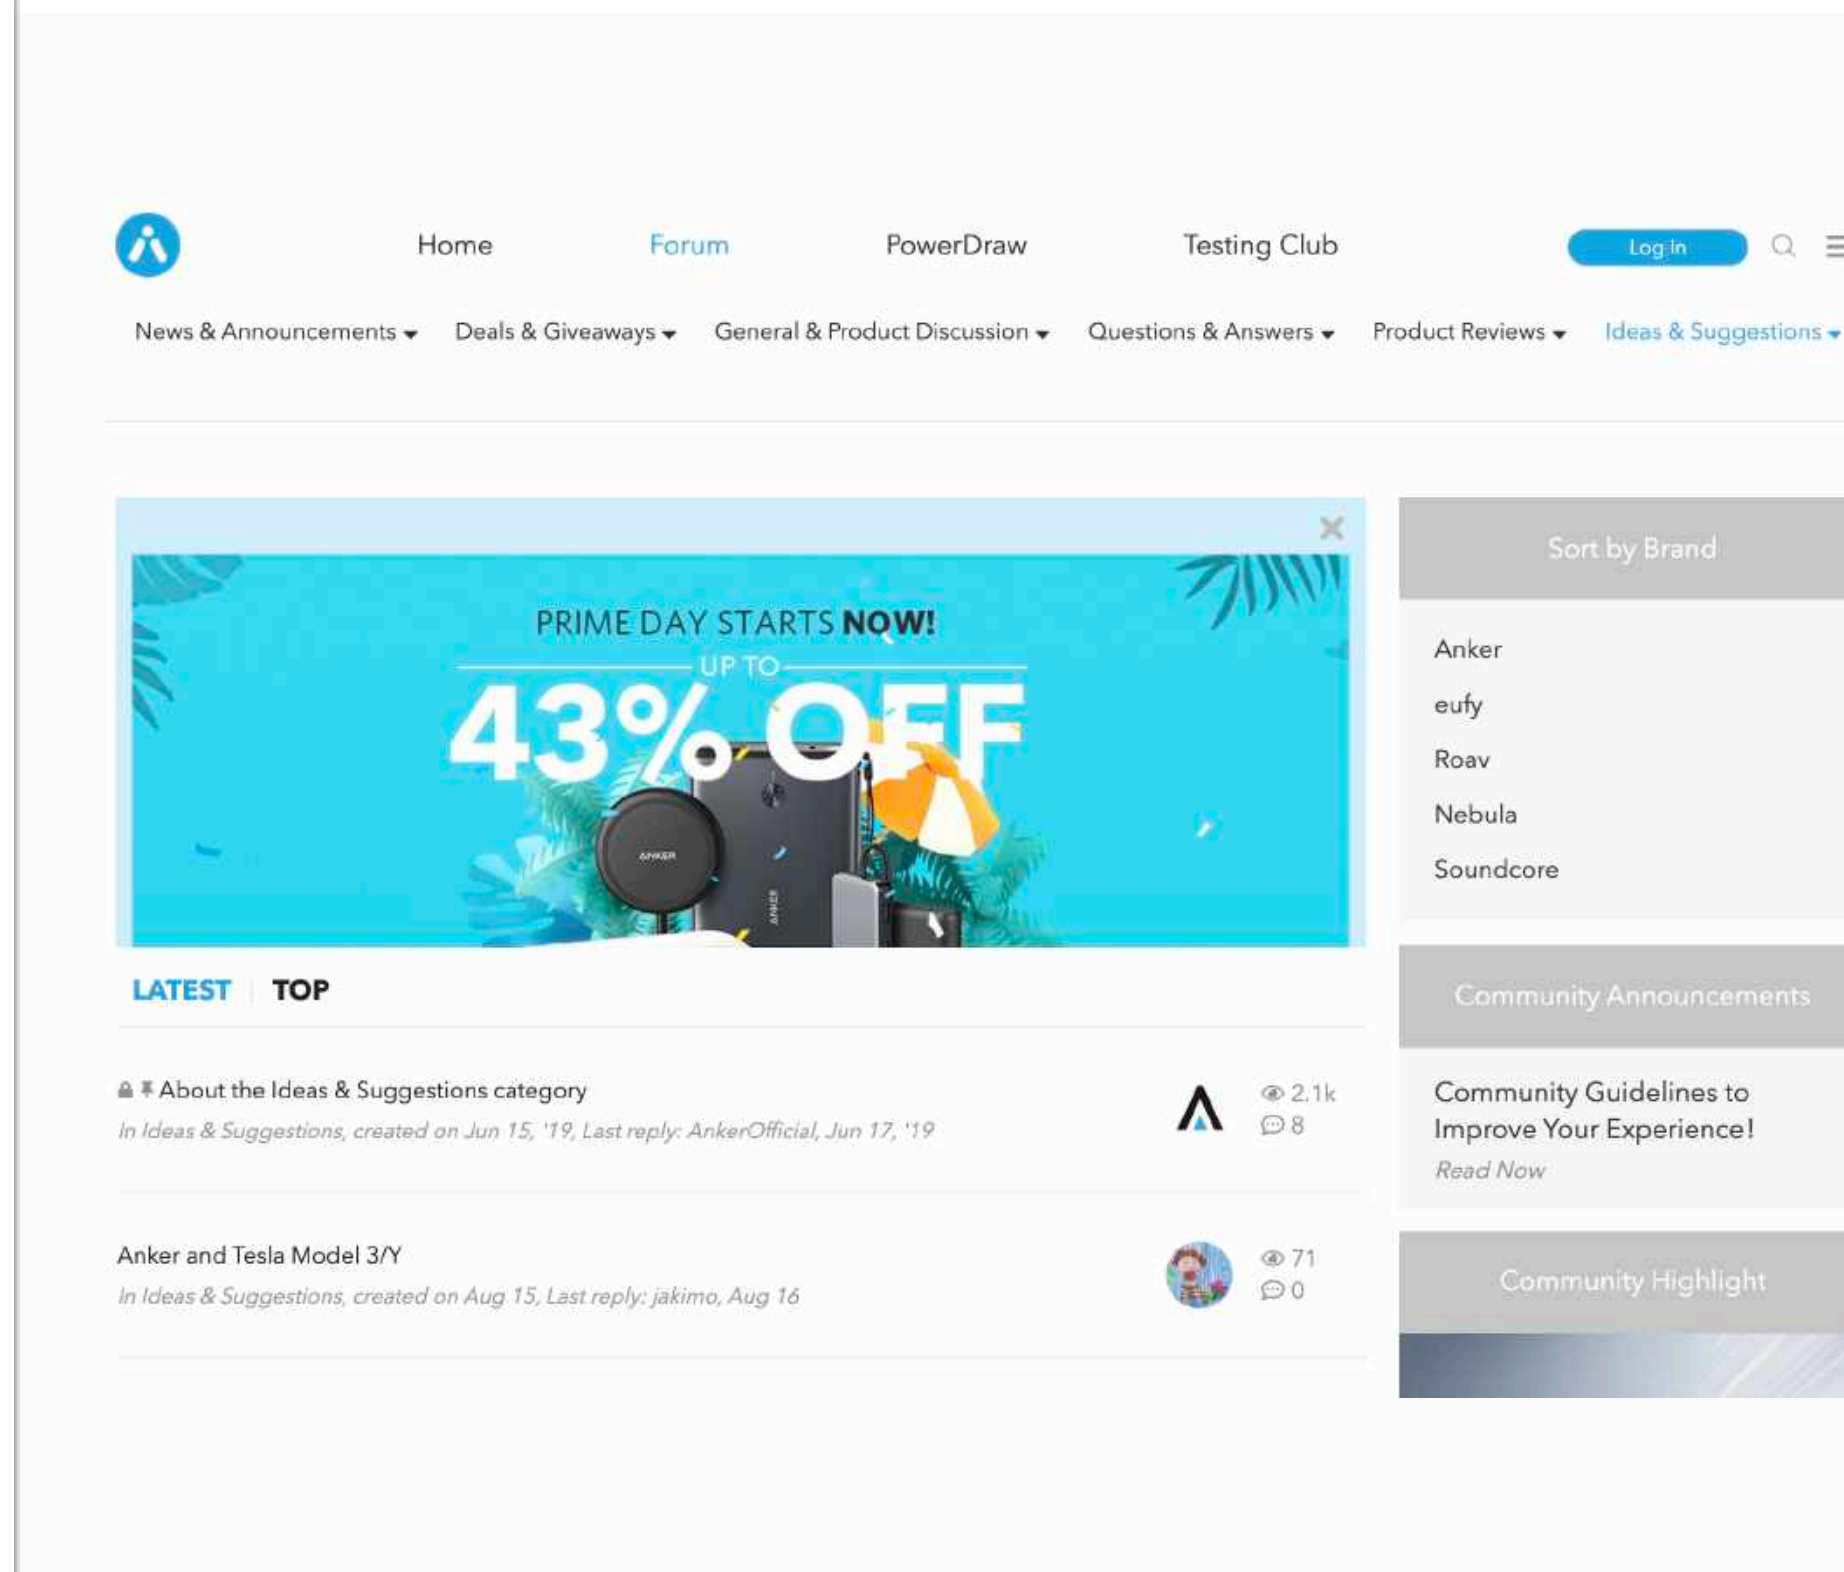 Home
Forum
PowerDraw
Testing Club
Log In
News & Announcements
Deals & Giveaways
General & Product Discussion
Questions & Answers
Product Reviews
Ideas & Suggestions
PRIME DAY STARTS NOW!
UP TO
43% OFF
ANKER
ANKER
LATEST
TOP
About the Ideas & Suggestions category
In Ideas & Suggestions, created on Jun 15, '19, Last reply: AnkerOfficial, Jun 17, '19
2.1k
8
Anker and Tesla Model 3/Y
In Ideas & Suggestions, created on Aug 15, Last reply: jakimo, Aug 16
71
0
Sort by Brand
Anker
eufy
Roav
Nebula
Soundcore
Community Announcements
Community Guidelines to
Improve Your Experience!
Read Now
Community Highlight